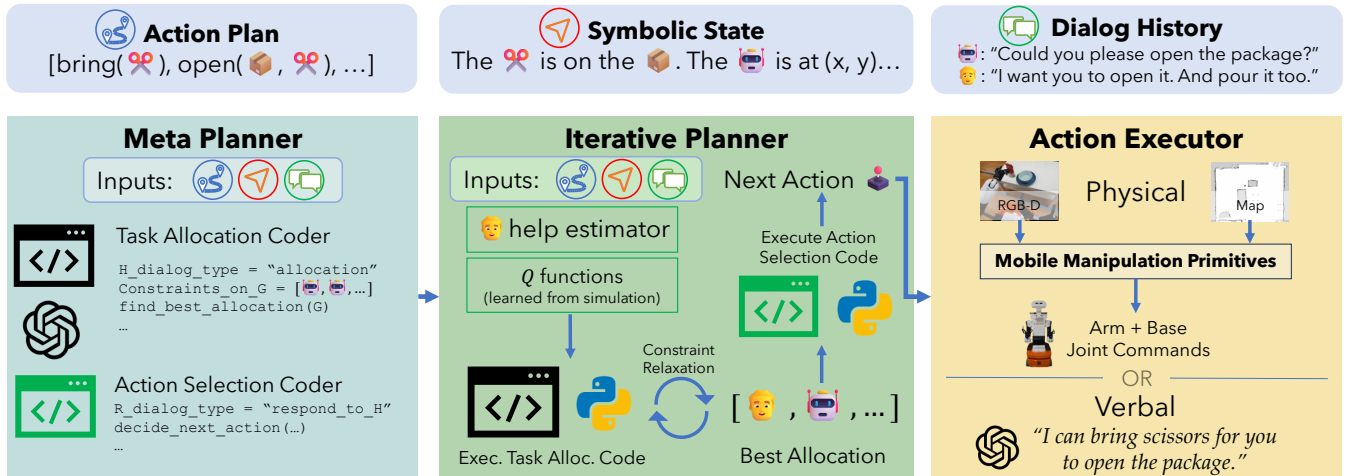 Action Plan
[bring( ✂️ ), open( 📦 , ✂️ ), …]
Symbolic State
The ✂️ is on the 📦 . The 🤖 is at (x, y)…
Dialog History
🤖: “Could you please open the package?”
👱: “I want you to open it. And pour it too.”
Meta Planner
Inputs:
Task Allocation Coder
</>
H_dialog_type = “allocation”
Constraints_on_G = [🤖,🤖,…]
find_best_allocation(G)
…
Action Selection Coder
</>
R_dialog_type = “respond_to_H”
decide_next_action(…)
…
Iterative Planner
Inputs:
👱 help estimator
Q functions
(learned from simulation)
</>
Exec. Task Alloc. Code
Constraint
Relaxation
[ 👱 , 🤖 , … ]
Best Allocation
</>
Execute Action
Selection Code
Next Action 🕹️
Action Executor
RGB-D
Physical
Map
Mobile Manipulation Primitives
Arm + Base
Joint Commands
OR
Verbal
“I can bring scissors for you
to open the package.”